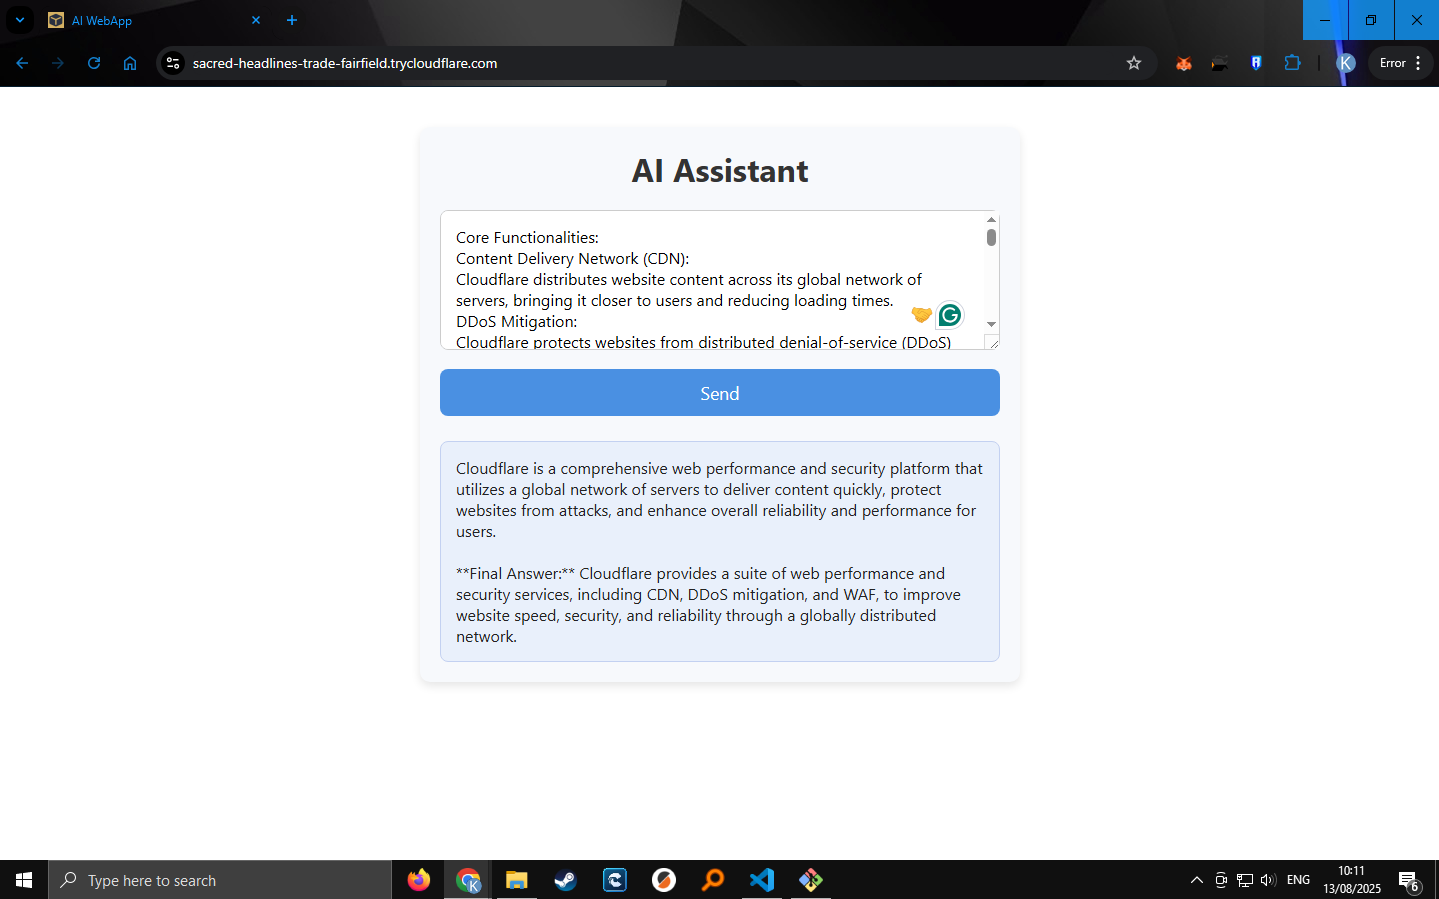 AI WebApp
sacred-headlines-trade-fairfield.trycloudflare.com
K
Error
AI Assistant
Core Functionalities:
Content Delivery Network (CDN):
Cloudflare distributes website content across its global network of
servers, bringing it closer to users and reducing loading times.
DDoS Mitigation:
Cloudflare protects websites from distributed denial-of-service (DDoS)
Send
Cloudflare is a comprehensive web performance and security platform that
utilizes a global network of servers to deliver content quickly, protect
websites from attacks, and enhance overall reliability and performance for
users.
**Final Answer:** Cloudflare provides a suite of web performance and
security services, including CDN, DDoS mitigation, and WAF, to improve
website speed, security, and reliability through a globally distributed
network.
Type here to search
K
ENG
10:11
13/08/2025
6